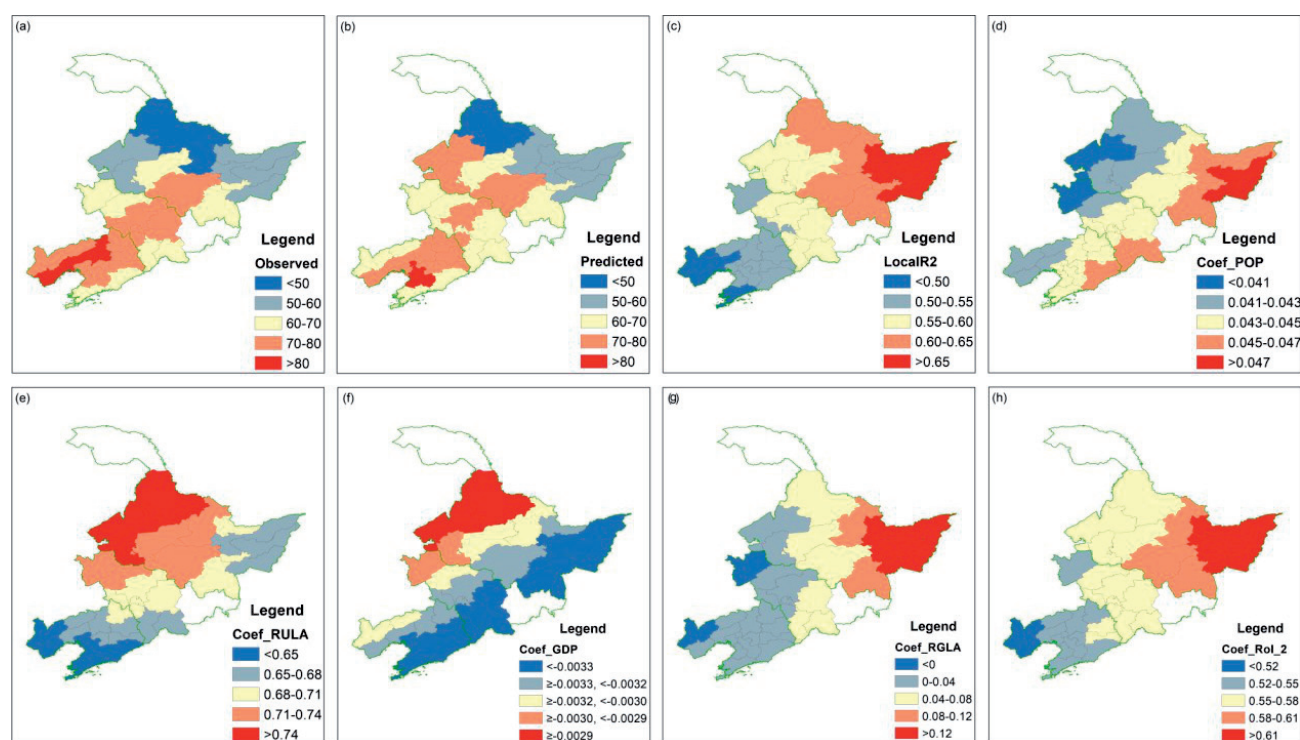 (a)
Legend
Observed
<50
50-60
60-70
70-80
>80
(b)
Legend
Predicted
<50
50-60
60-70
70-80
>80
(c)
Legend
LocalR2
<0.50
0.50-0.55
0.55-0.60
0.60-0.65
>0.65
(d)
Legend
Coef_POP
<0.041
0.041-0.043
0.043-0.045
0.045-0.047
>0.047
(e)
Legend
Coef_RULA
<0.65
0.65-0.68
0.68-0.71
0.71-0.74
>0.74
(f)
Legend
Coef_GDP
<-0.0033
≥-0.0033, <-0.0032
≥-0.0032, <-0.0030
≥-0.0030, <-0.0029
≥-0.0029
(g)
Legend
Coef_RGLA
<0
0-0.04
0.04-0.08
0.08-0.12
>0.12
(h)
Legend
Coef_RoI_2
<0.52
0.52-0.55
0.55-0.58
0.58-0.61
>0.61